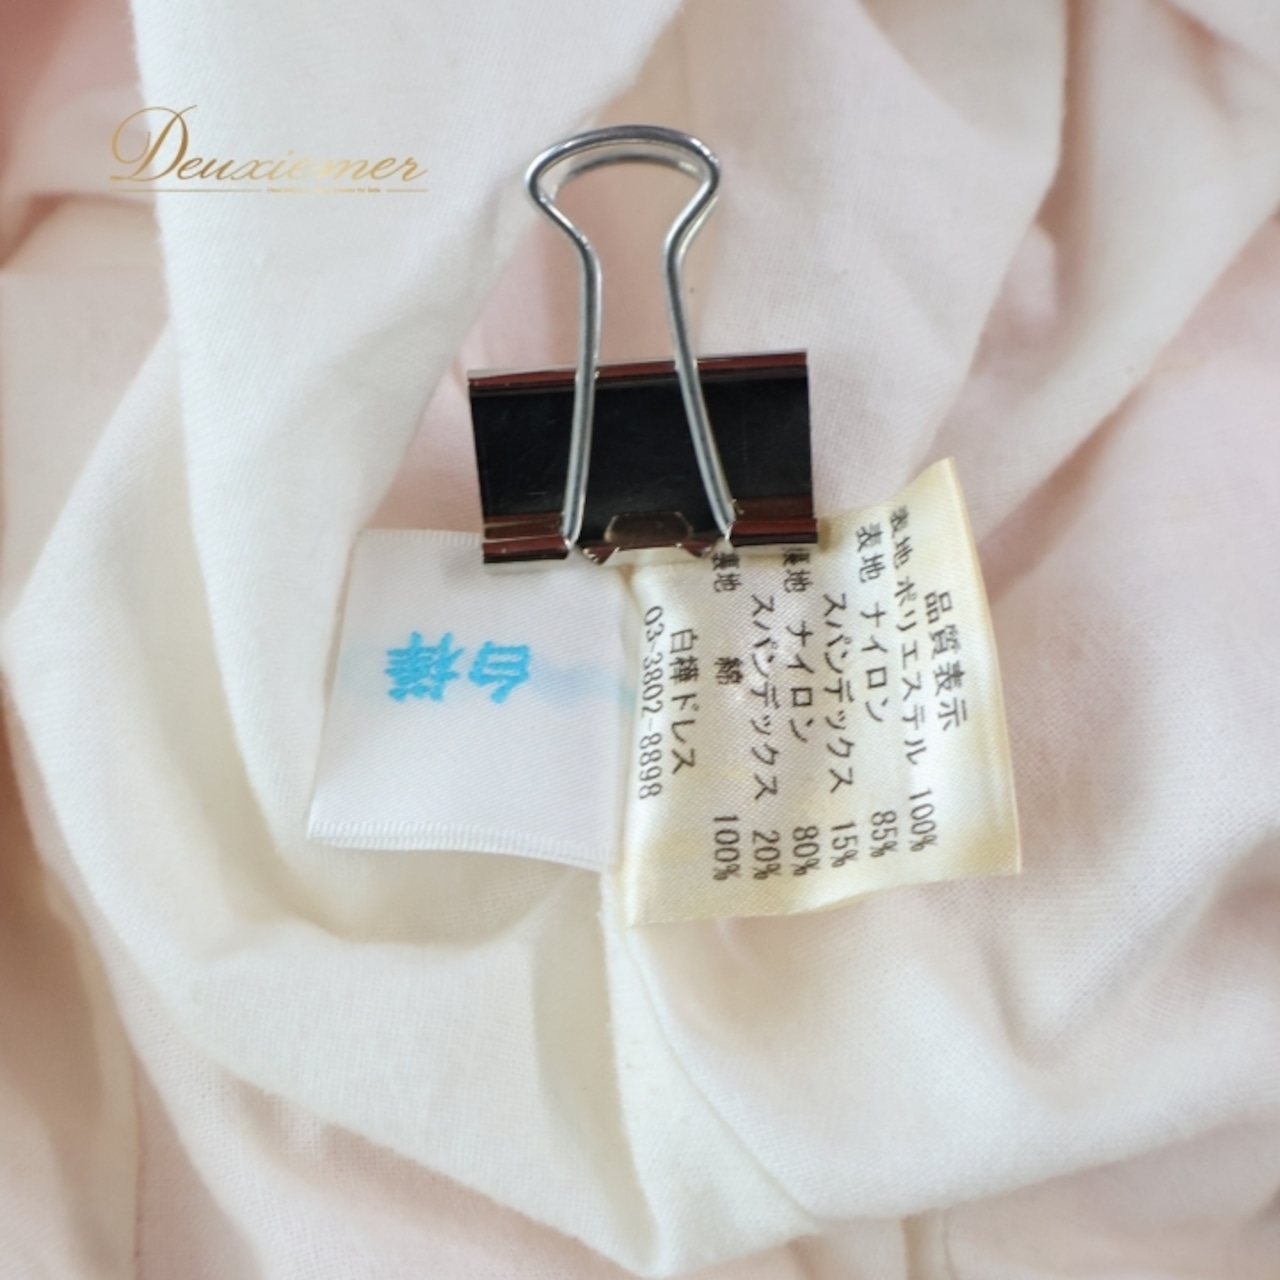 Deuxiemer
品質表示
表地 ポリエステル 100%
表地 ナイロン 85%
スパンデックス 15%
裏地 ナイロン 80%
スパンデックス 20%
裏地 綿 100%
白樺ドレス
03-3802-8898
白樺